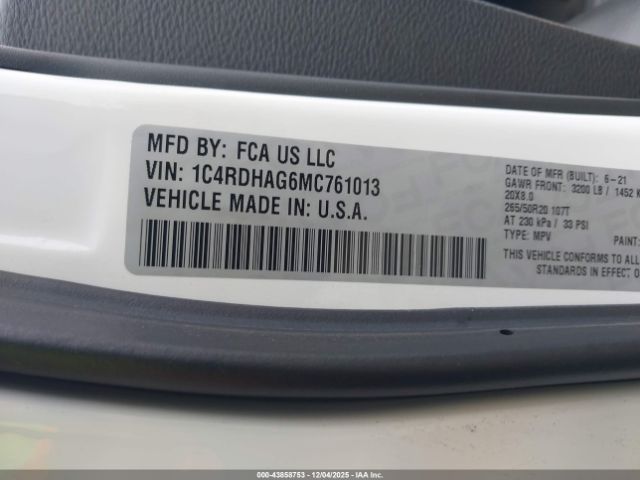 MFD BY: FCA US LLC
VIN: 1C4RDHAG6MC761013
VEHICLE MADE IN: U.S.A.
DATE OF MFR (BUILT): 6-21
GAWR FRONT: 3200 LB / 1452 K
20X8.0
265/50R20 107T
AT 230 kPa / 33 PSI
TYPE: MPV
PAINT:
THIS VEHICLE CONFORMS TO ALL
STANDARDS IN EFFECT O
000-43858753 | 12/04/2025 - IAA.com